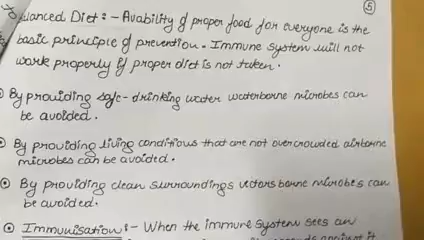 ⑤
Balanced Diet :- Avability of proper food for everyone is the
basic principle of prevention. Immune system will not
work properly if proper diet is not taken.
By providing safe-drinking water waterborne microbes can
be avoided.
By providing living conditions that are not overcrowded airborne
microbes can be avoided.
By providing clean surroundings vectors borne microbes can
be avoided.
Immunisation :- When the immune system sees an
against it